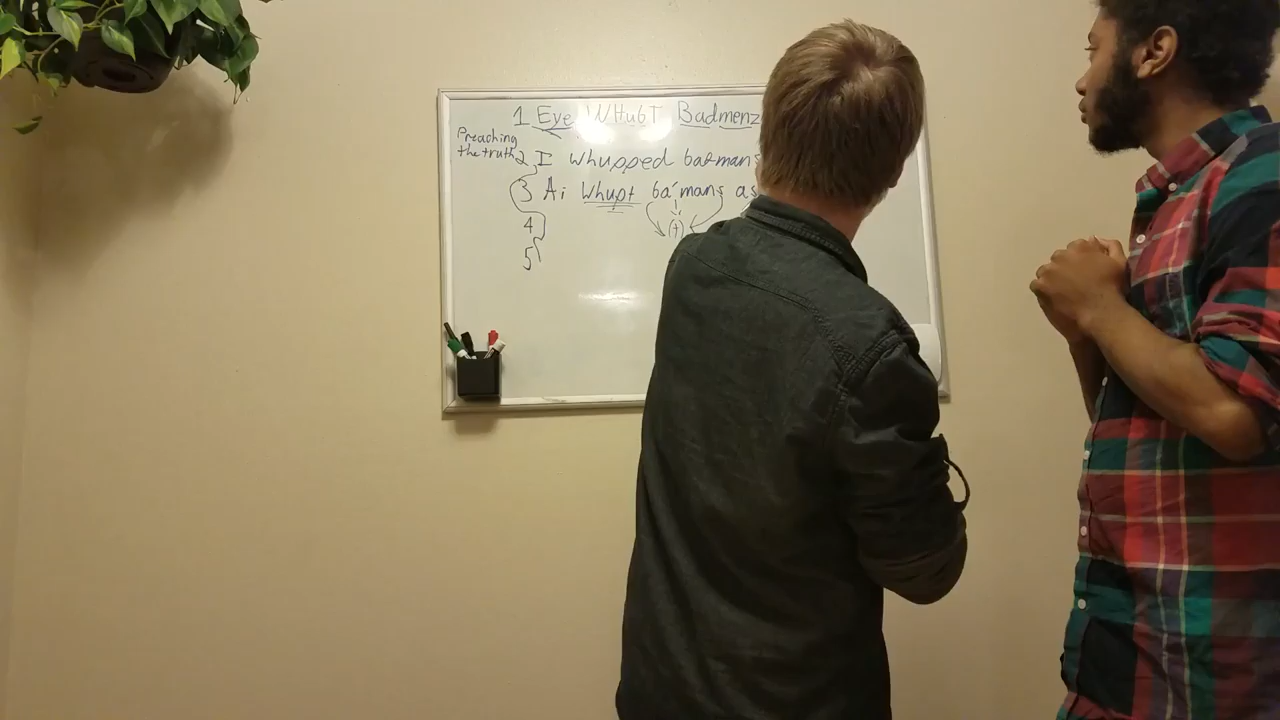 1 Eye WHubT Badmenz
Preaching
the truth
2 I whupped batmans
3 Ai Whupt ba'mans as
4
(t)
5